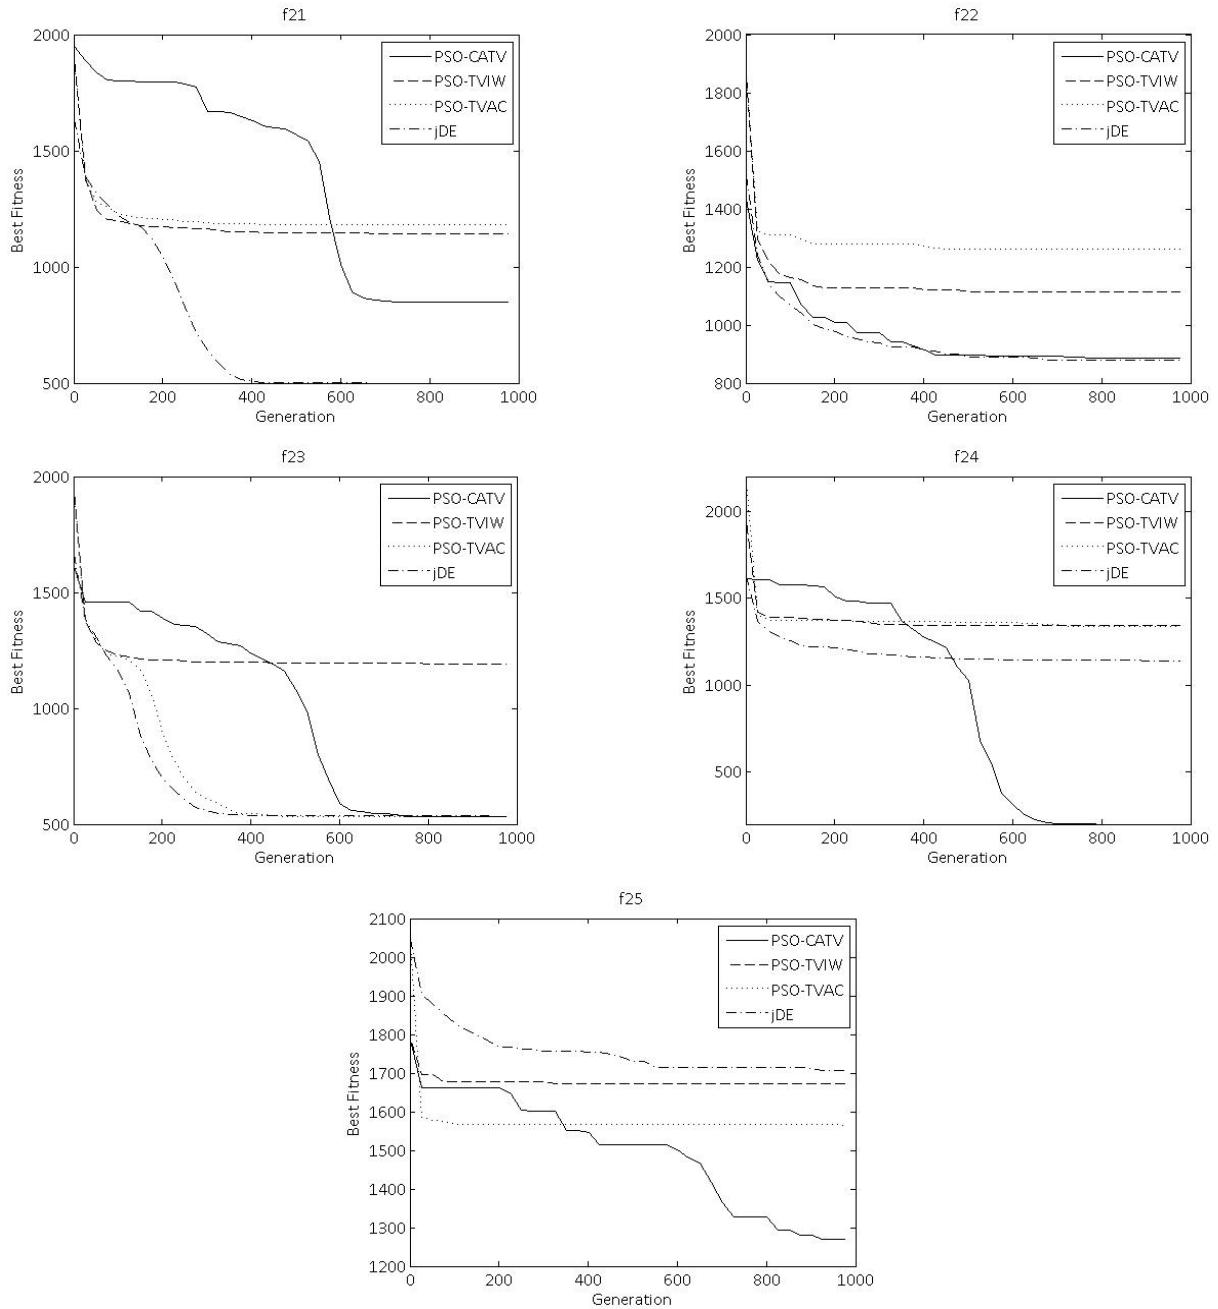 f21
2000
1500
1000
500
Best Fitness
PSO-CATV
PSO-TVIW
PSO-TVAC
jDE
0 200 400 600 800 1000
Generation
f22
2000
1800
1600
1400
1200
1000
800
Best Fitness
PSO-CATV
PSO-TVIW
PSO-TVAC
jDE
0 200 400 600 800 1000
Generation
f23
2000
1500
1000
500
Best Fitness
PSO-CATV
PSO-TVIW
PSO-TVAC
jDE
0 200 400 600 800 1000
Generation
f24
2000
1500
1000
500
Best Fitness
PSO-CATV
PSO-TVIW
PSO-TVAC
jDE
0 200 400 600 800 1000
Generation
f25
2100
2000
1900
1800
1700
1600
1500
1400
1300
1200
Best Fitness
PSO-CATV
PSO-TVIW
PSO-TVAC
jDE
0 200 400 600 800 1000
Generation